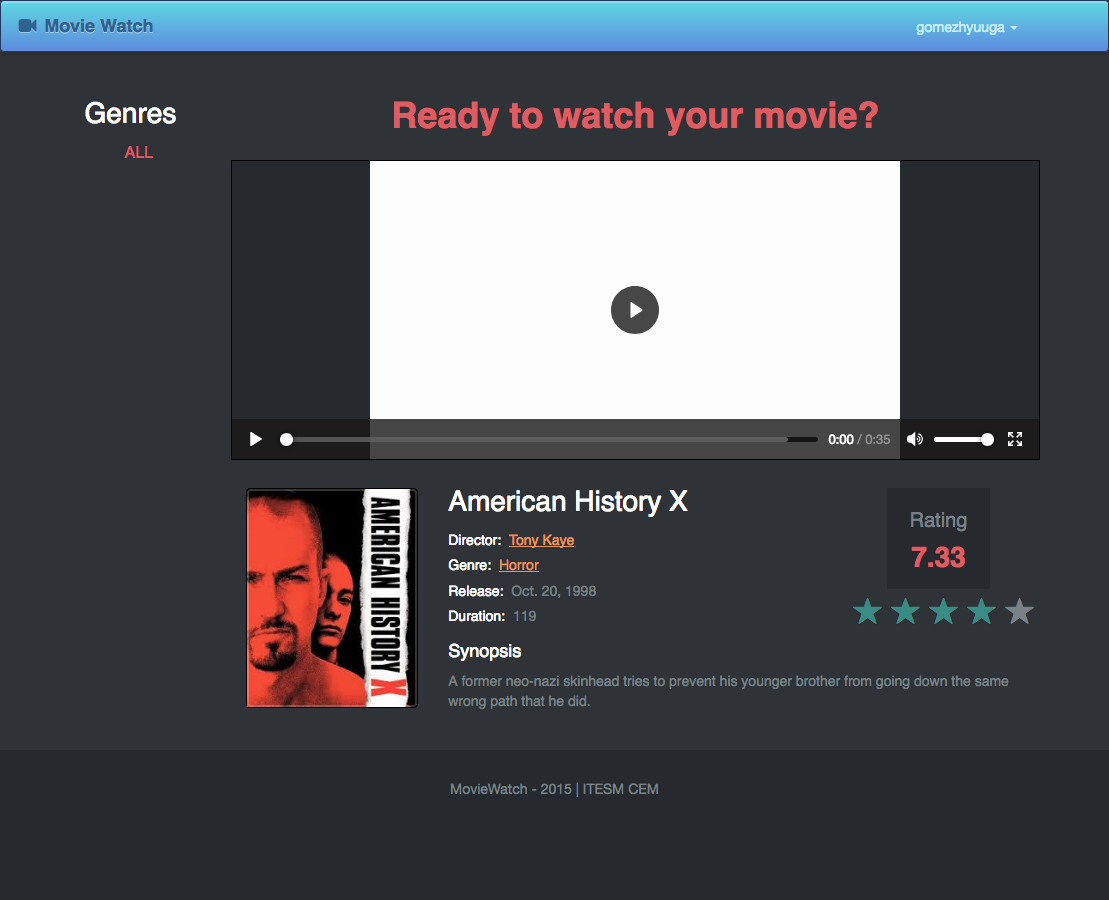 Movie Watch
gomezhyuuga
Genres
ALL
Ready to watch your movie?
0:00 / 0:35
AMERICAN HISTORY X
American History X
Director: Tony Kaye
Genre: Horror
Release: Oct. 20, 1998
Duration: 119
Synopsis
A former neo-nazi skinhead tries to prevent his younger brother from going down the same
wrong path that he did.
Rating
7.33
MovieWatch - 2015 | ITESM CEM